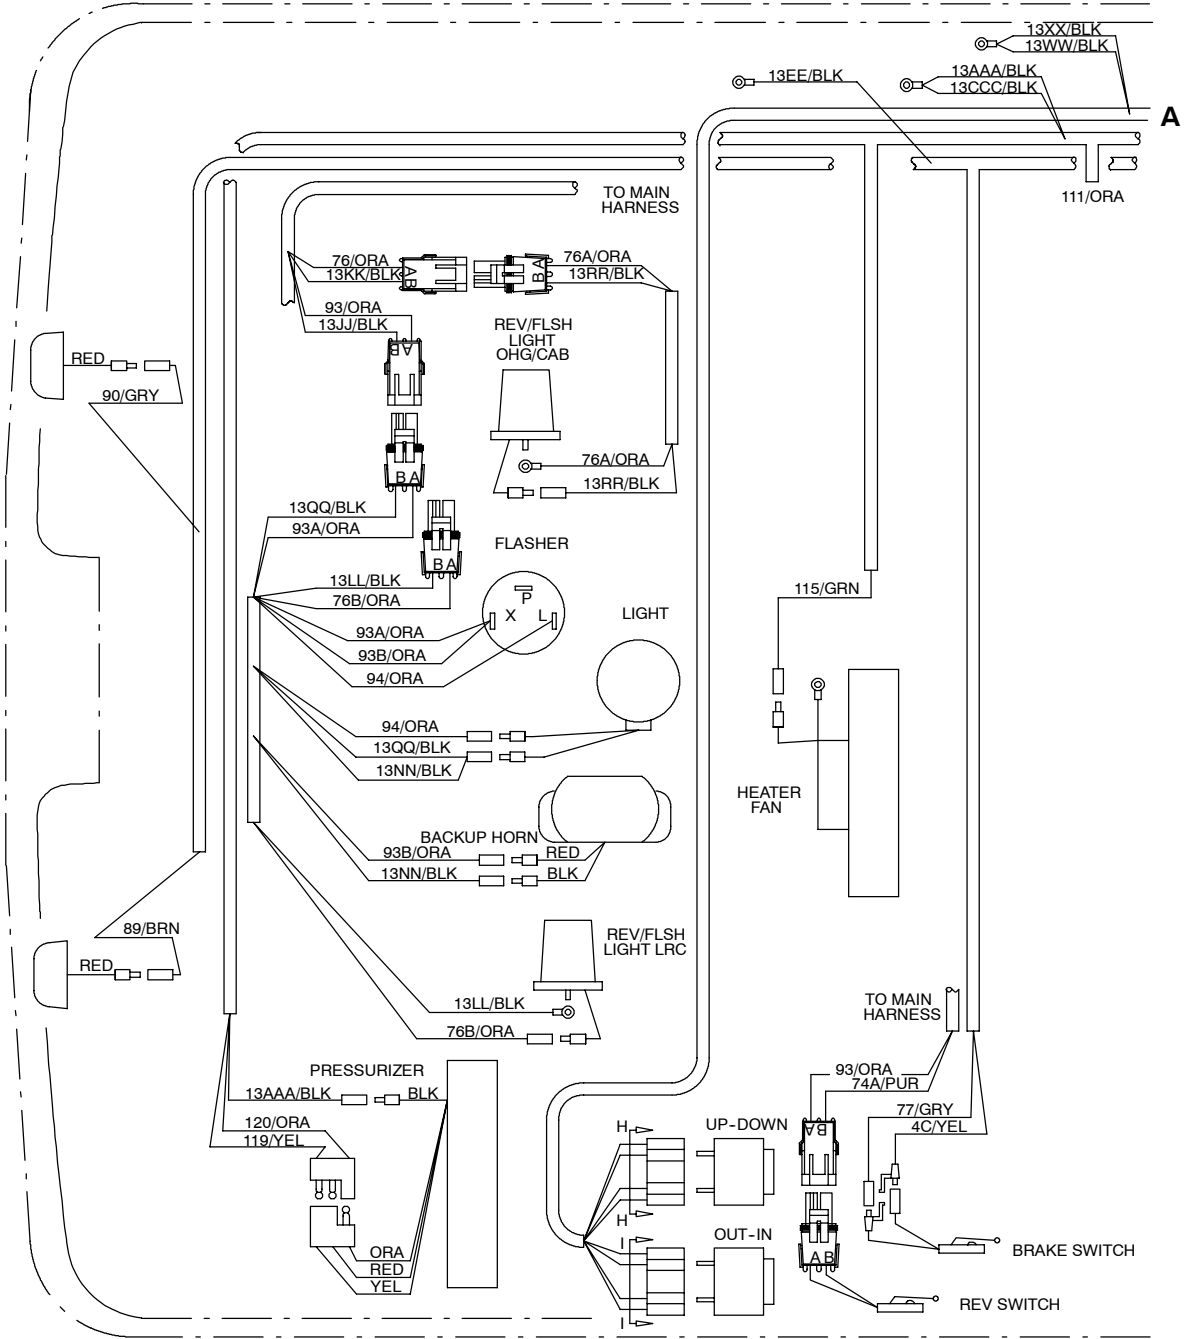 13XX/BLK
13WW/BLK
13EE/BLK
13AAA/BLK
13CCC/BLK
A
111/ORA
TO MAIN
HARNESS
76/ORA
13KK/BLK
A
B
A
B
76A/ORA
13RR/BLK
93/ORA
13JJ/BLK
A
B
REV/FLSH
LIGHT
OHG/CAB
RED
90/GRY
76A/ORA
13RR/BLK
B A
13QQ/BLK
93A/ORA
FLASHER
B A
13LL/BLK
76B/ORA
P
X
L
93A/ORA
93B/ORA
94/ORA
LIGHT
115/GRN
94/ORA
13QQ/BLK
13NN/BLK
HEATER
FAN
BACKUP HORN
93B/ORA
RED
13NN/BLK
BLK
89/BRN
RED
REV/FLSH
LIGHT LRC
13LL/BLK
76B/ORA
TO MAIN
HARNESS
PRESSURIZER
13AAA/BLK
BLK
120/ORA
119/YEL
93/ORA
74A/PUR
77/GRY
4C/YEL
H
UP-DOWN
B A
H
I
OUT-IN
A B
ORA
RED
YEL
BRAKE SWITCH
REV SWITCH
I